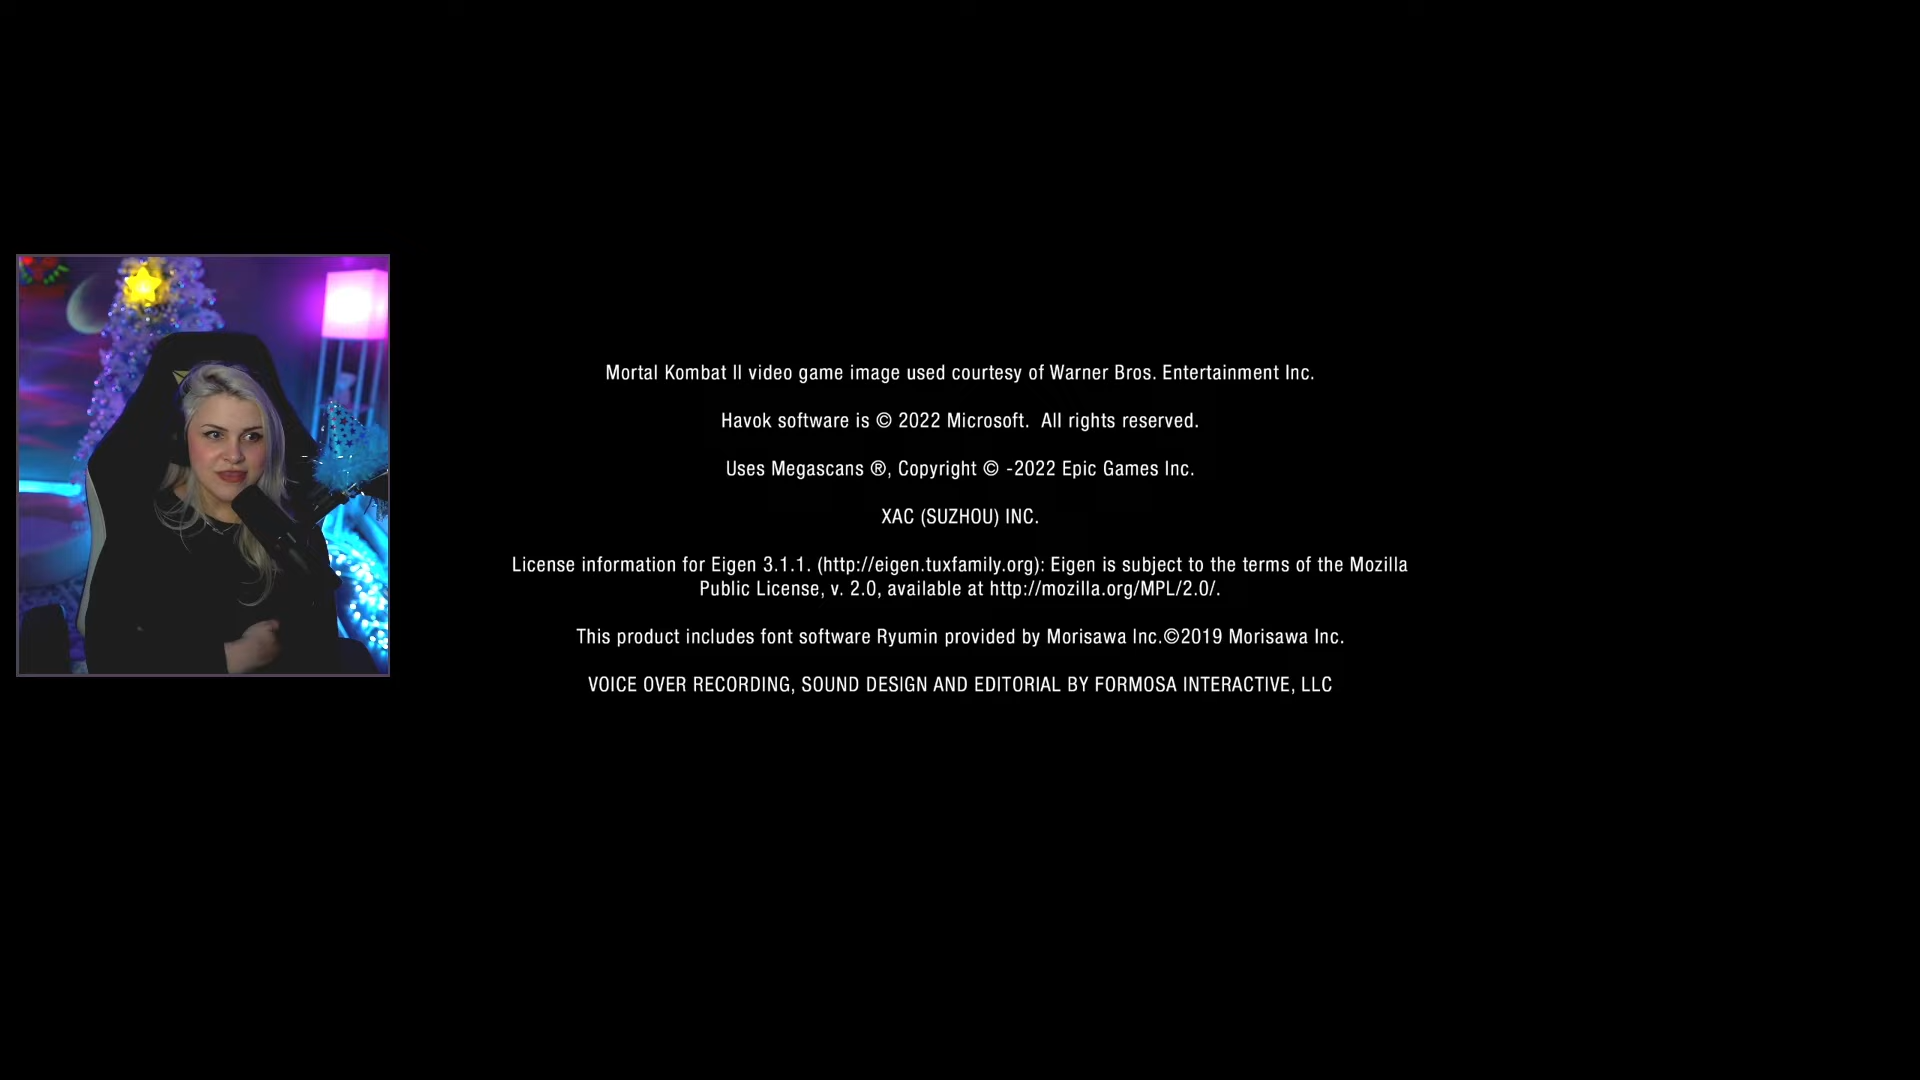 Mortal Kombat II video game image used courtesy of Warner Bros. Entertainment Inc.
Havok software is © 2022 Microsoft.  All rights reserved.
Uses Megascans ®, Copyright © -2022 Epic Games Inc.
XAC (SUZHOU) INC.
License information for Eigen 3.1.1. (http://eigen.tuxfamily.org): Eigen is subject to the terms of the Mozilla
Public License, v. 2.0, available at http://mozilla.org/MPL/2.0/.
This product includes font software Ryumin provided by Morisawa Inc.©2019 Morisawa Inc.
VOICE OVER RECORDING, SOUND DESIGN AND EDITORIAL BY FORMOSA INTERACTIVE, LLC